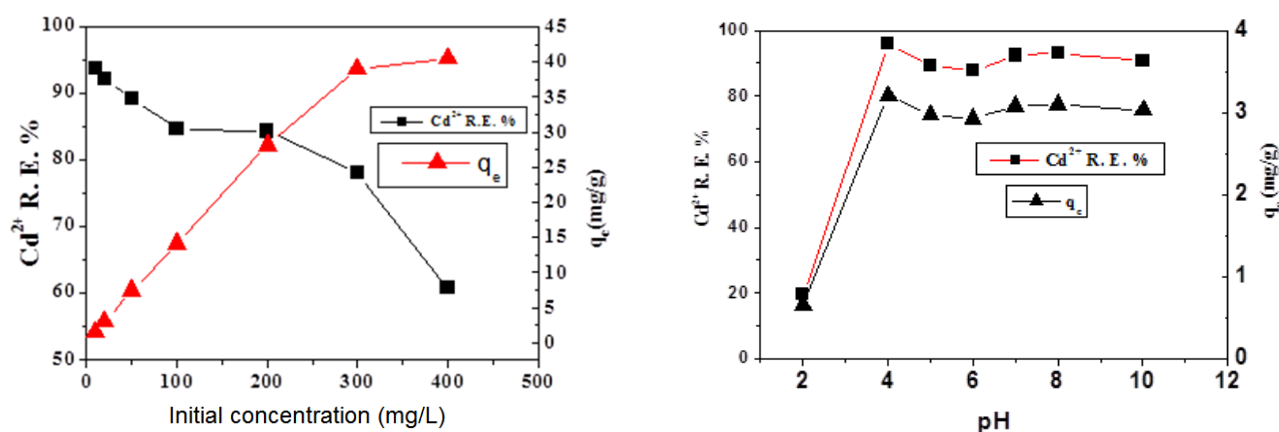 100
90
80
70
60
50
Cd²⁺ R. E. %
45
40
35
30
25
20
15
10
5
0
qe(mg/g)
Cd²⁺ R.E. %
qe
0 100 200 300 400 500
Initial concentration (mg/L)
100
80
60
40
20
0
Cd²⁺ R. E. %
4
3
2
1
0
(mg/g)
Cd²⁺ R. E. %
qe
2 4 6 8 10 12
pH